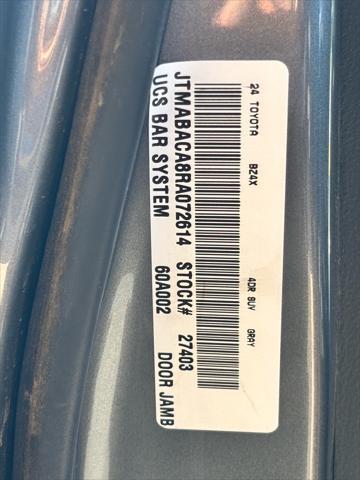 24 TOYOTA BZ4X 4DR SUV GRAY
JTMABACA8RA072614 STOCK# 27403
UCS BAR SYSTEM 60A002 DOOR JAMB